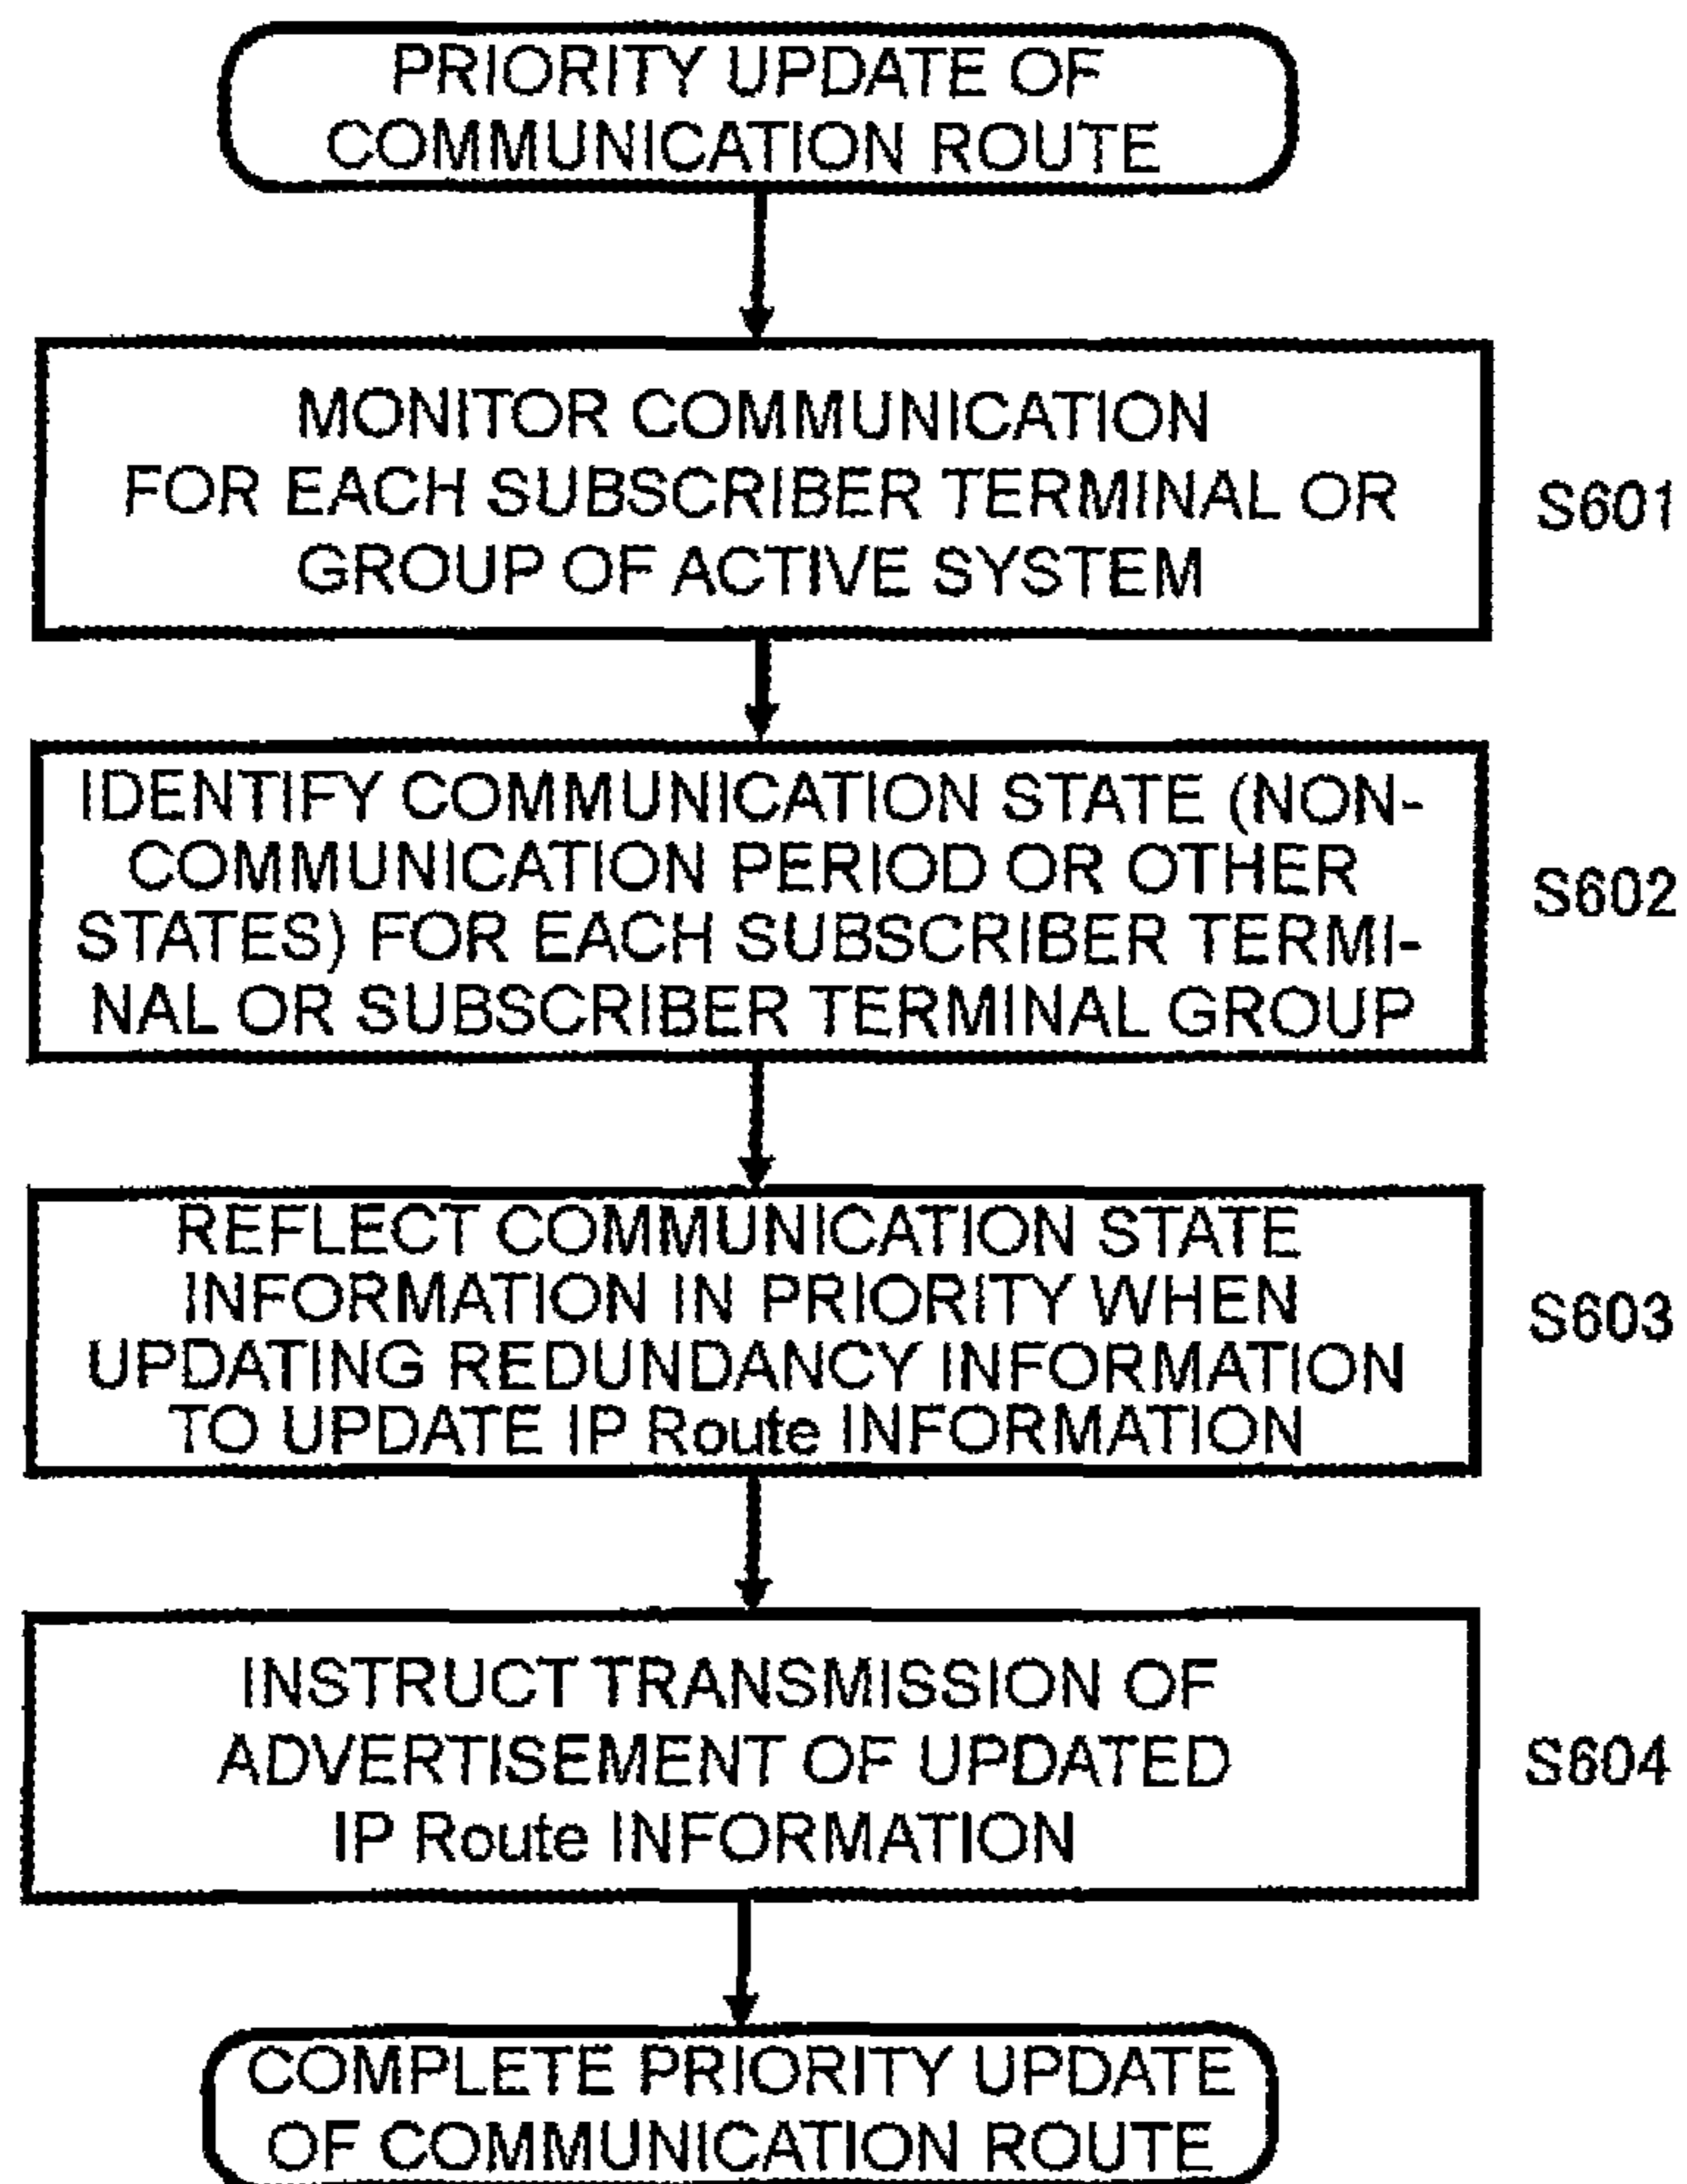 PRIORITY UPDATE OF
COMMUNICATION ROUTE
MONITOR COMMUNICATION
FOR EACH SUBSCRIBER TERMINAL OR
GROUP OF ACTIVE SYSTEM
S601
IDENTIFY COMMUNICATION STATE (NON-
COMMUNICATION PERIOD OR OTHER
STATES) FOR EACH SUBSCRIBER TERMI-
NAL OR SUBSCRIBER TERMINAL GROUP
S602
REFLECT COMMUNICATION STATE
INFORMATION IN PRIORITY WHEN
UPDATING REDUNDANCY INFORMATION
TO UPDATE IP Route INFORMATION
S603
INSTRUCT TRANSMISSION OF
ADVERTISEMENT OF UPDATED
IP Route INFORMATION
S604
COMPLETE PRIORITY UPDATE
OF COMMUNICATION ROUTE